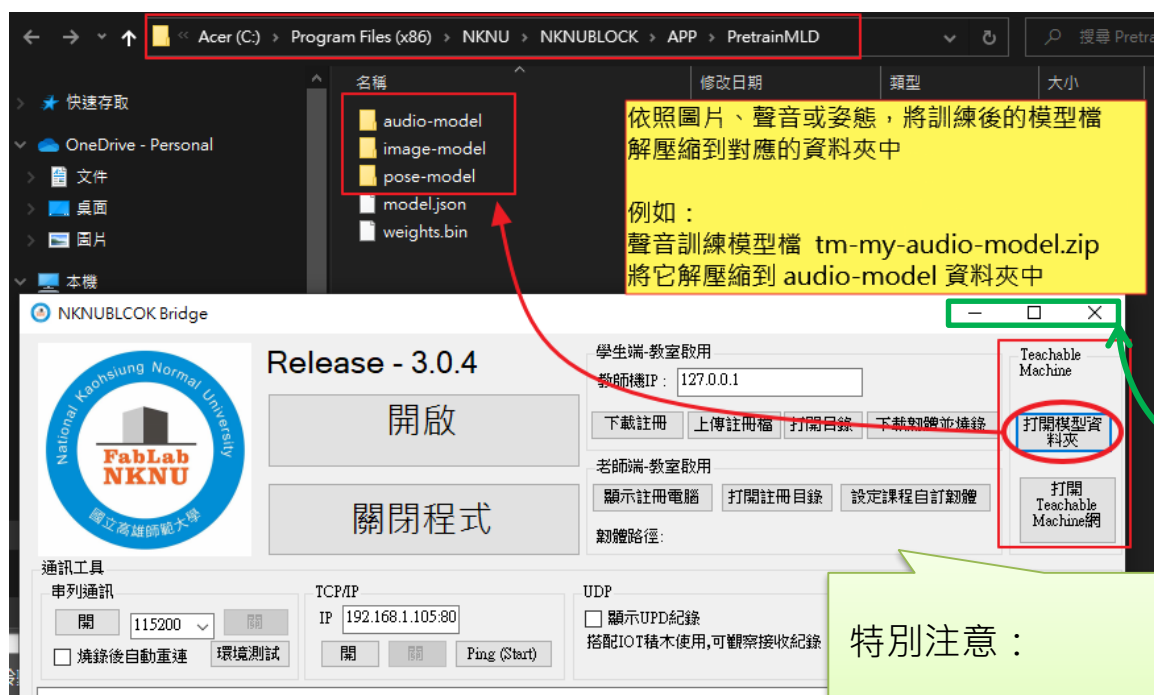 Acer (C:) › Program Files (x86) › NKNU › NKNUBLOCK › APP › PretrainMLD
搜尋 Pretra
名稱 修改日期 類型 大小
快速存取
OneDrive - Personal
文件
桌面
圖片
本機
audio-model
image-model
pose-model
model.json
weights.bin
依照圖片、聲音或姿態,將訓練後的模型檔
解壓縮到對應的資料夾中
例如:
聲音訓練模型檔 tm-my-audio-model.zip
將它解壓縮到 audio-model 資料夾中
NKNUBLCOK Bridge
National Kaohsiung Normal University
FabLab
NKNU
國立高雄師範大學
Release - 3.0.4
開啟
關閉程式
學生端-教室啟用
教師機IP: 127.0.0.1
下載註冊 上傳註冊檔 打開目錄 下載韌體並燒錄
老師端-教室啟用
顯示註冊電腦 打開註冊目錄 設定課程自訂韌體
韌體路徑:
Teachable
Machine
打開模型資
料夾
打開
Teachable
Machine網
通訊工具
串列通訊
開 115200 關
燒錄後自動重連 環境測試
TCP/IP
IP 192.168.1.105:80
開 關 Ping (Start)
UDP
顯示UPD紀錄
搭配IOT積木使用,可觀察接收紀錄
特別注意: